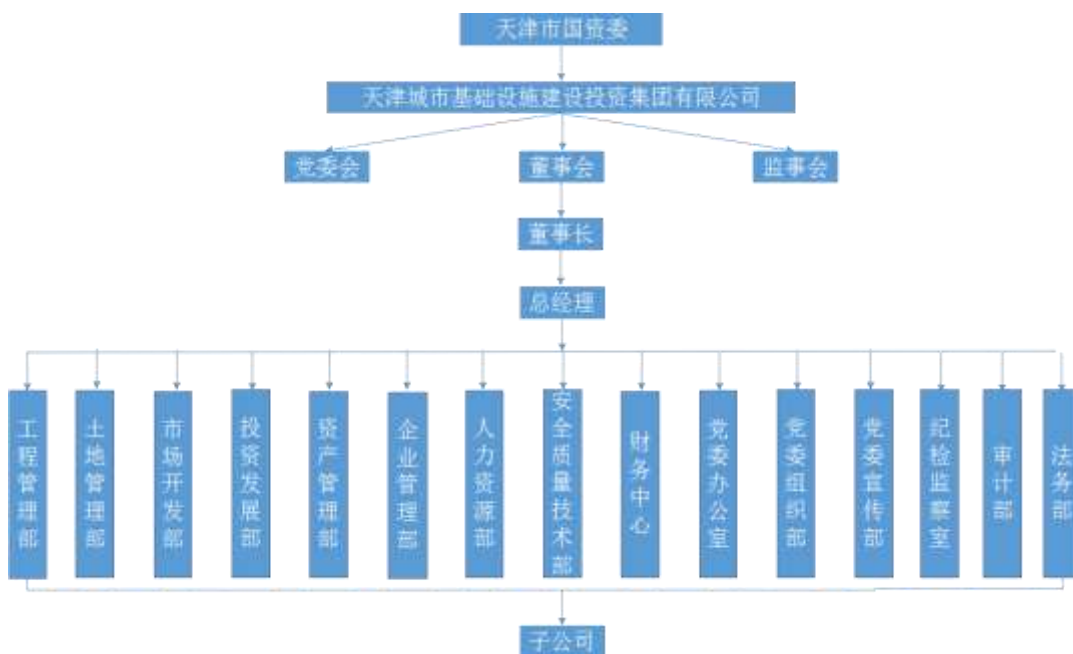 天津市国资委
天津城市基础设施建设投资集团有限公司
党委会
董事会
监事会
董事长
总经理
工程管理部
土地管理部
市场开发部
投资发展部
资产管理部
企业管理部
人力资源部
安全质量技术部
财务中心
党委办公室
党委组织部
党委宣传部
纪检监察室
审计部
法务部
子公司